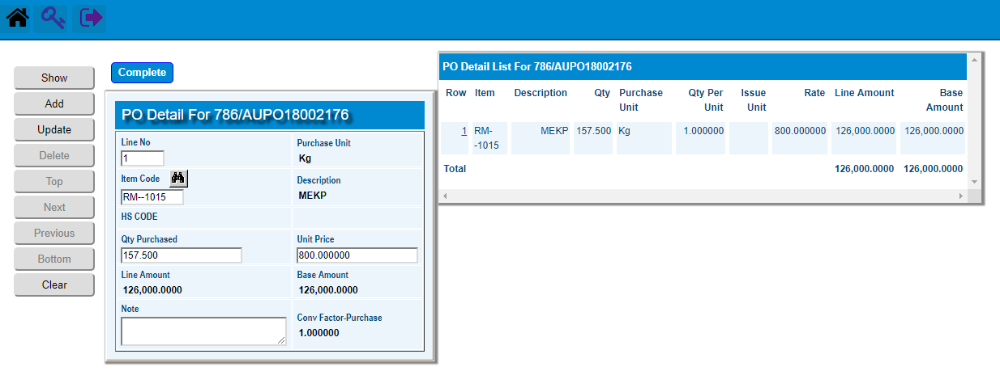 Show
Add
Update
Delete
Top
Next
Previous
Bottom
Clear
Complete
PO Detail For 786/AUPO18002176
Line No
1
Purchase Unit
Kg
Item Code
RM--1015
Description
MEKP
HS CODE
Qty Purchased
157.500
Unit Price
800.000000
Line Amount
126,000.0000
Base Amount
126,000.0000
Note
Conv Factor-Purchase
1.000000
PO Detail List For 786/AUPO18002176
Row Item Description Qty Purchase Unit Qty Per Unit Issue Unit Rate Line Amount Base Amount
1 RM--1015 MEKP 157.500 Kg 1.000000 800.000000 126,000.0000 126,000.0000
Total 126,000.0000 126,000.0000